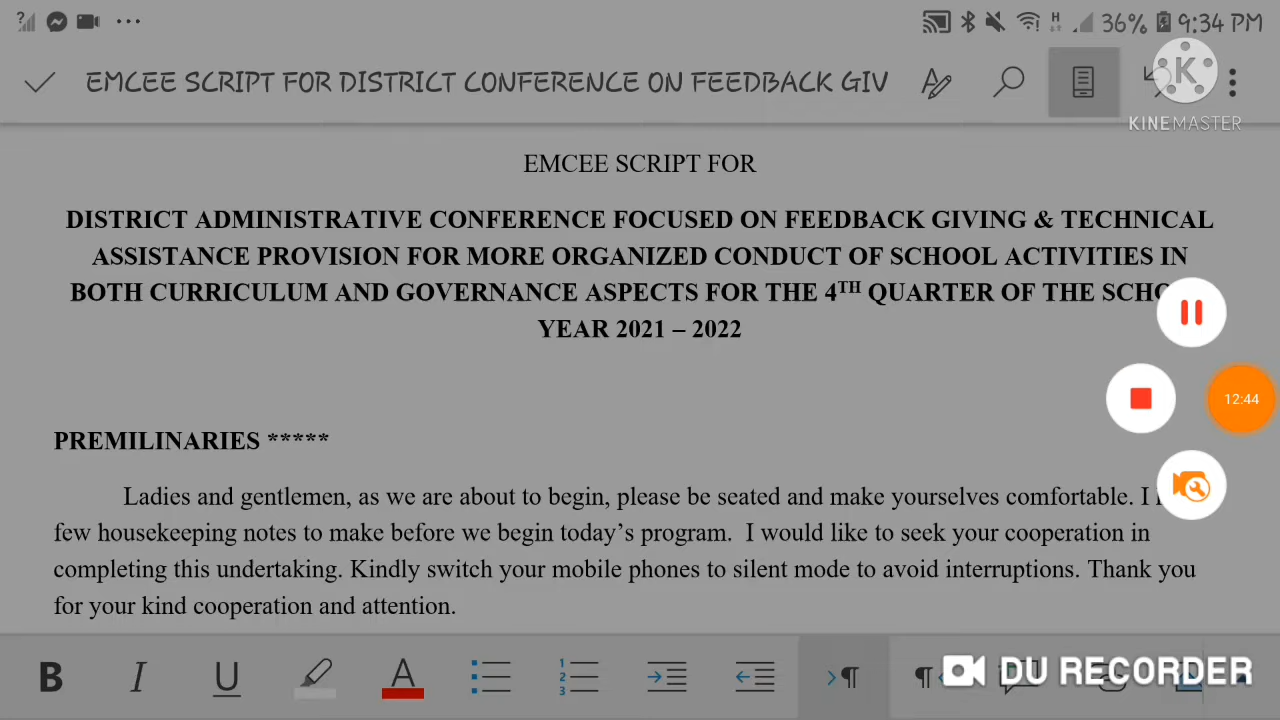 36% 9:34 PM
EMCEE SCRIPT FOR DISTRICT CONFERENCE ON FEEDBACK GIV
K
KINEMASTER
EMCEE SCRIPT FOR
DISTRICT ADMINISTRATIVE CONFERENCE FOCUSED ON FEEDBACK GIVING & TECHNICAL
ASSISTANCE PROVISION FOR MORE ORGANIZED CONDUCT OF SCHOOL ACTIVITIES IN
BOTH CURRICULUM AND GOVERNANCE ASPECTS FOR THE 4TH QUARTER OF THE SCHO
YEAR 2021 – 2022
12:44
PREMILINARIES *****
Ladies and gentlemen, as we are about to begin, please be seated and make yourselves comfortable. I
few housekeeping notes to make before we begin today's program. I would like to seek your cooperation in
completing this undertaking. Kindly switch your mobile phones to silent mode to avoid interruptions. Thank you
for your kind cooperation and attention.
B I U A
DU RECORDER